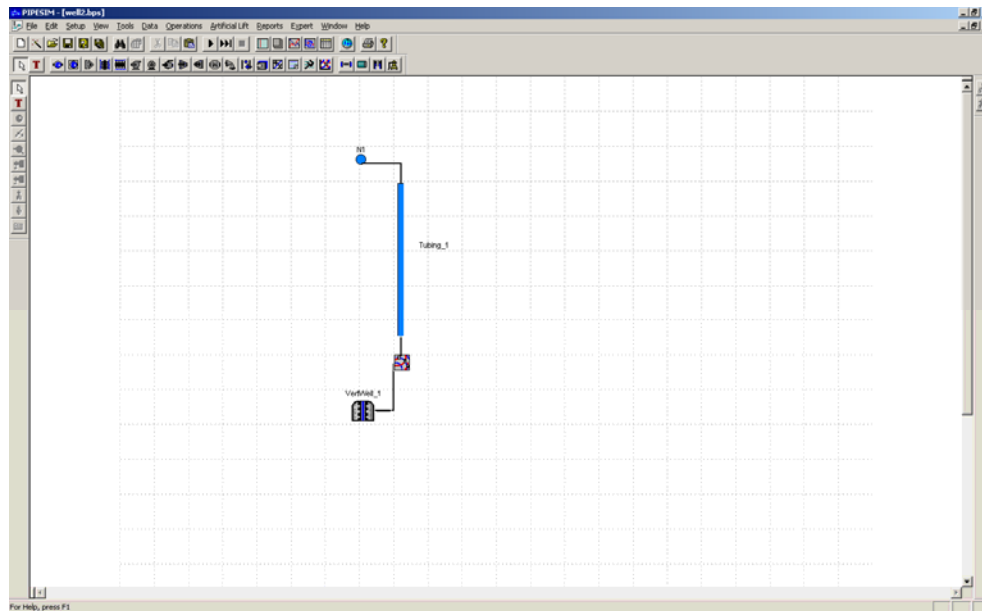 PIPESIM - [well2.bps]
File Edit Setup View Tools Data Operations Artificial Lift Reports Expert Window Help
T
T
N1
Tubing_1
VertWell_1
For Help, press F1